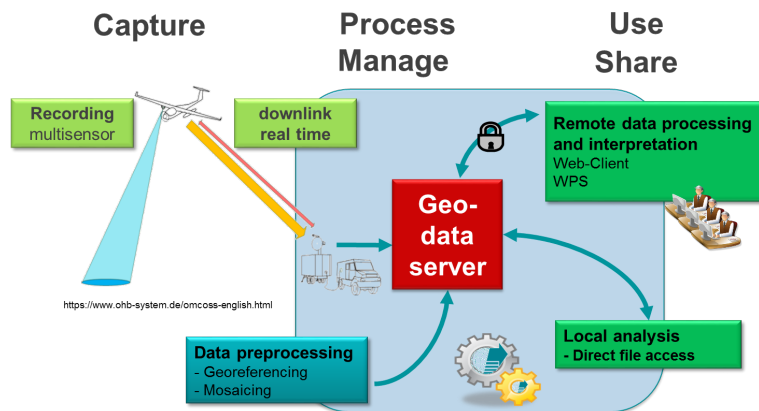 Capture
Process
Manage
Use
Share
Recording
multisensor
downlink
real time
Remote data processing
and interpretation
Web-Client
WPS
Geo-
data
server
https://www.ohb-system.de/omcoss-english.html
Data preprocessing
- Georeferencing
- Mosaicing
Local analysis
- Direct file access